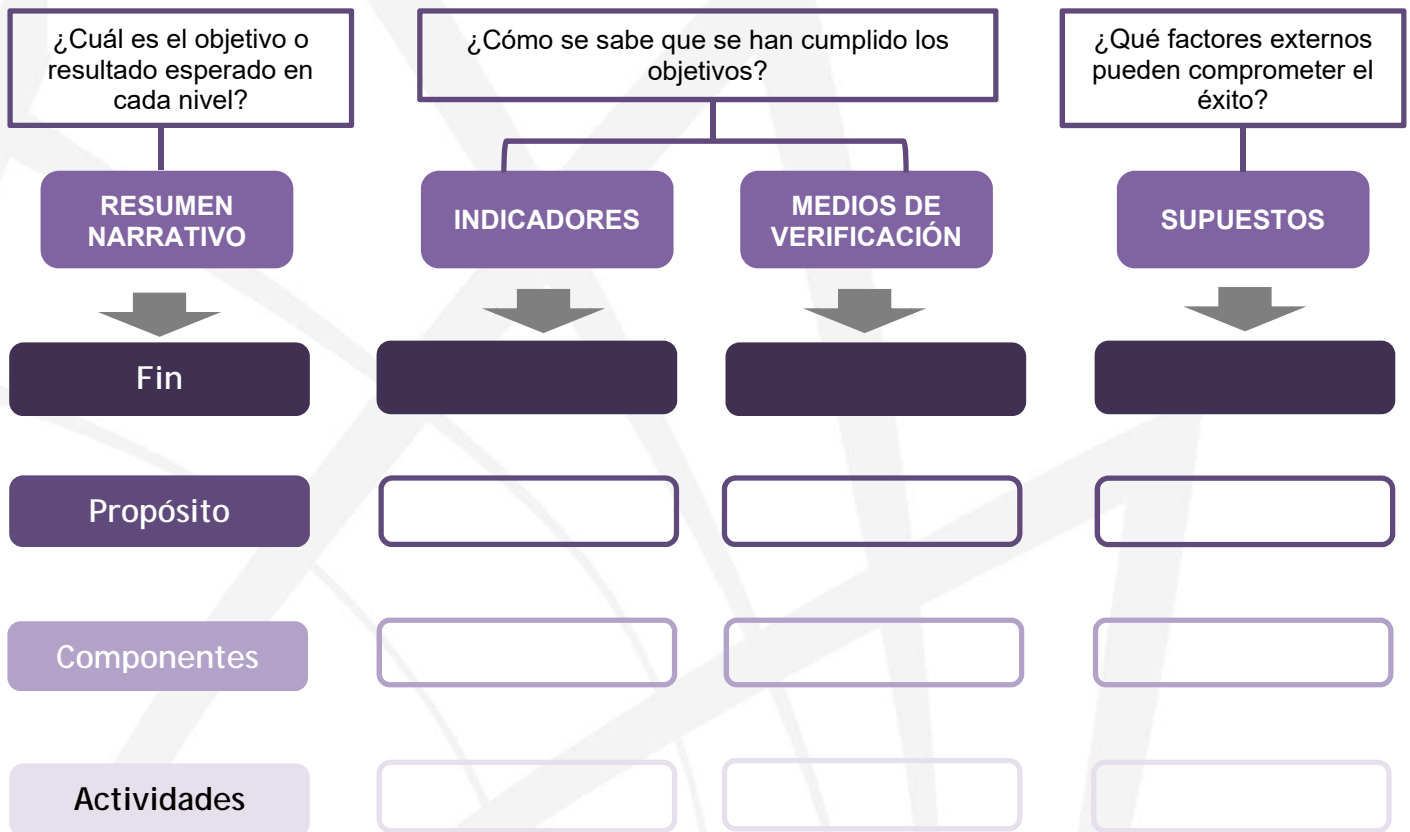 ¿Cuál es el objetivo o
resultado esperado en
cada nivel?
¿Cómo se sabe que se han cumplido los
objetivos?
¿Qué factores externos
pueden comprometer el
éxito?
RESUMEN
NARRATIVO
INDICADORES
MEDIOS DE
VERIFICACIÓN
SUPUESTOS
Fin
Propósito
Componentes
Actividades